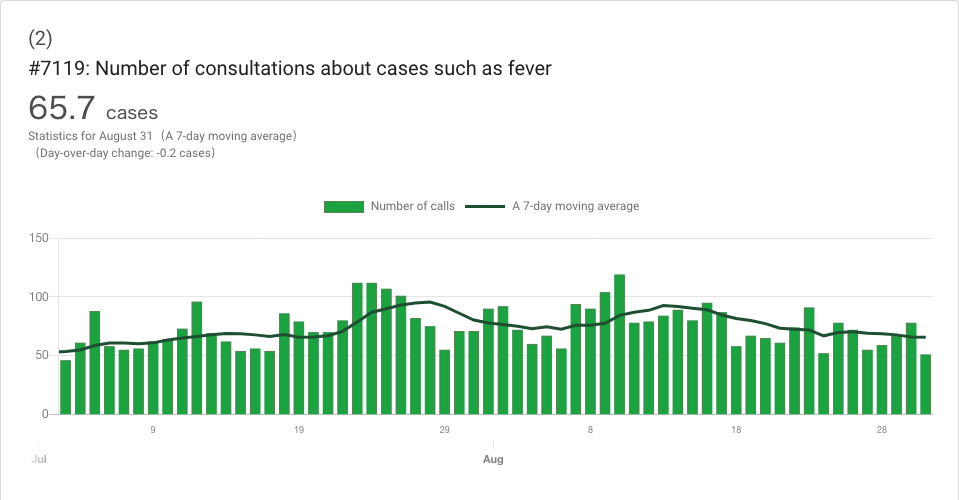 (2)
#7119: Number of consultations about cases such as fever
65.7 cases
Statistics for August 31（A 7-day moving average）
（Day-over-day change: -0.2 cases）
Number of calls A 7-day moving average
150
100
50
0
9 19 29 8 18 28
Jul Aug